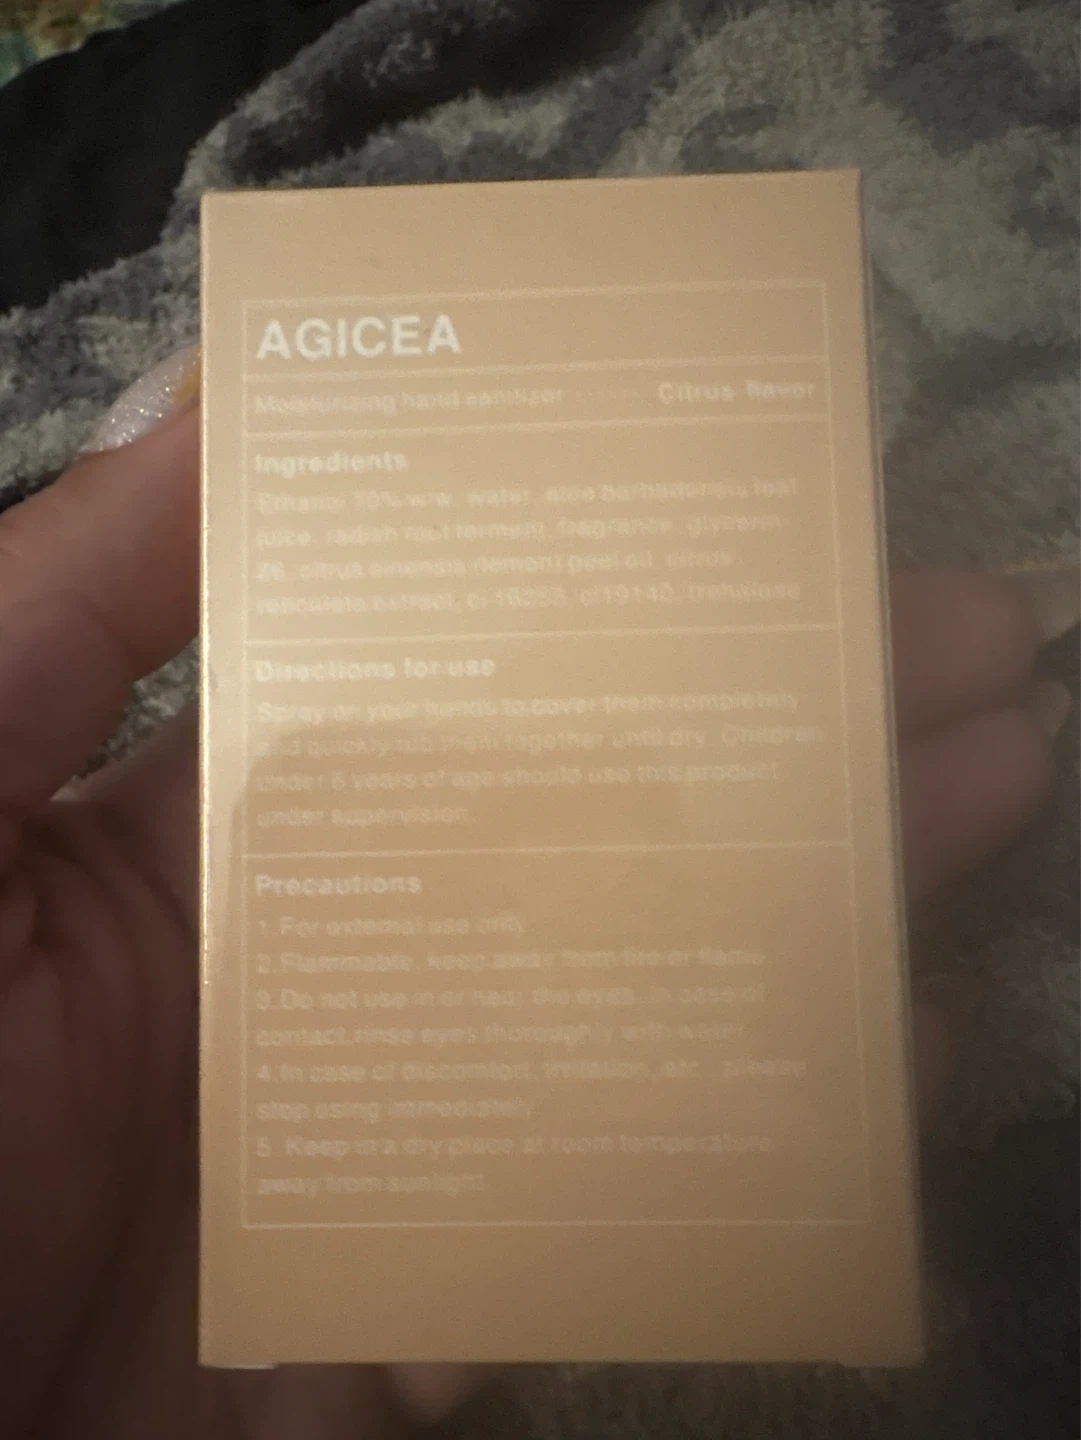 AGICEA
Moisturizing hand sanitizer ······ Citrus flavor
Ingredients
Ethanol 70% w/w, water, aloe barbadensis leaf
juice, radish root ferment, fragrance, glycerin-
26, citrus sinensis (lemon) peel oil, citrus
reticulata extract, ci19140, trehalose
Directions for use
Spray on your hands to cover them completely
and quickly rub them together until dry. Children
under 6 years of age should use this product
under
Precautions
1. For external use only
2.Flammable, keep away from fire or flame
3.Do not use in or near the eyes. In case of
contact,rinse eyes thoroughly with water
4.In case of discomfort, irritation, etc., please
stop using immediately
5. Keep in a dry place at room temperature
away from sunlight